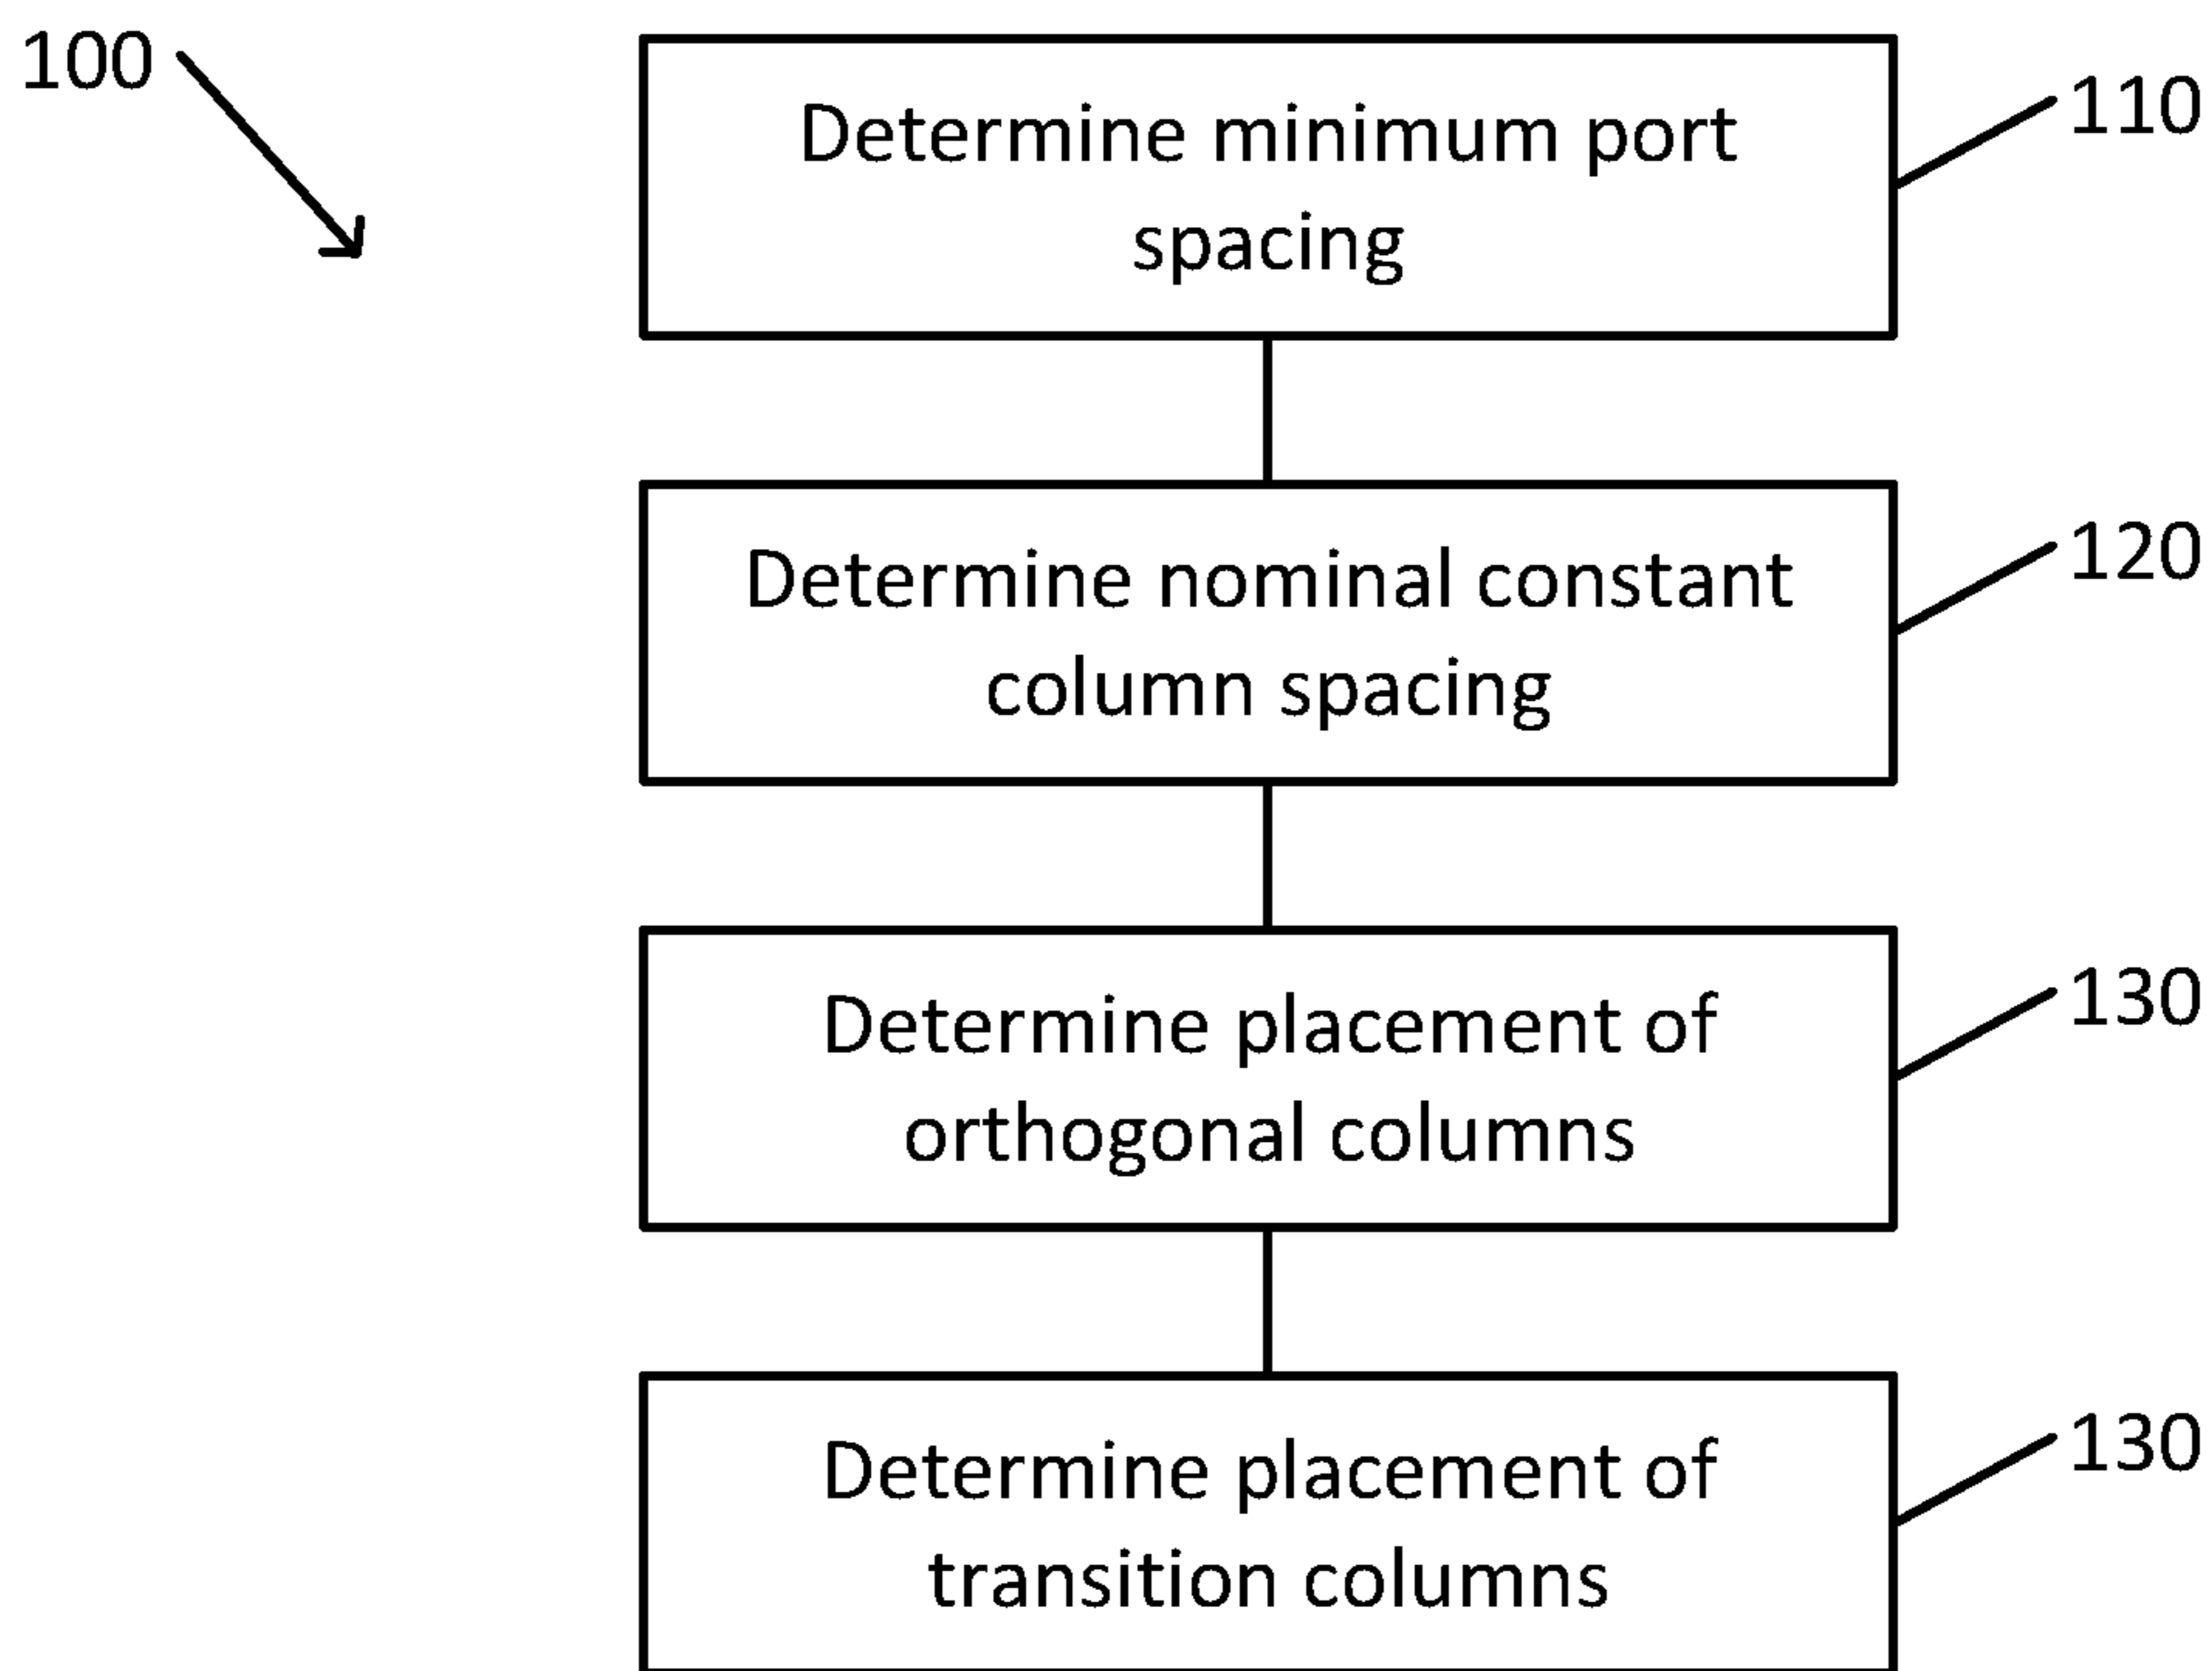 100
Determine minimum port
spacing
110
Determine nominal constant
column spacing
120
Determine placement of
orthogonal columns
130
Determine placement of
transition columns
130